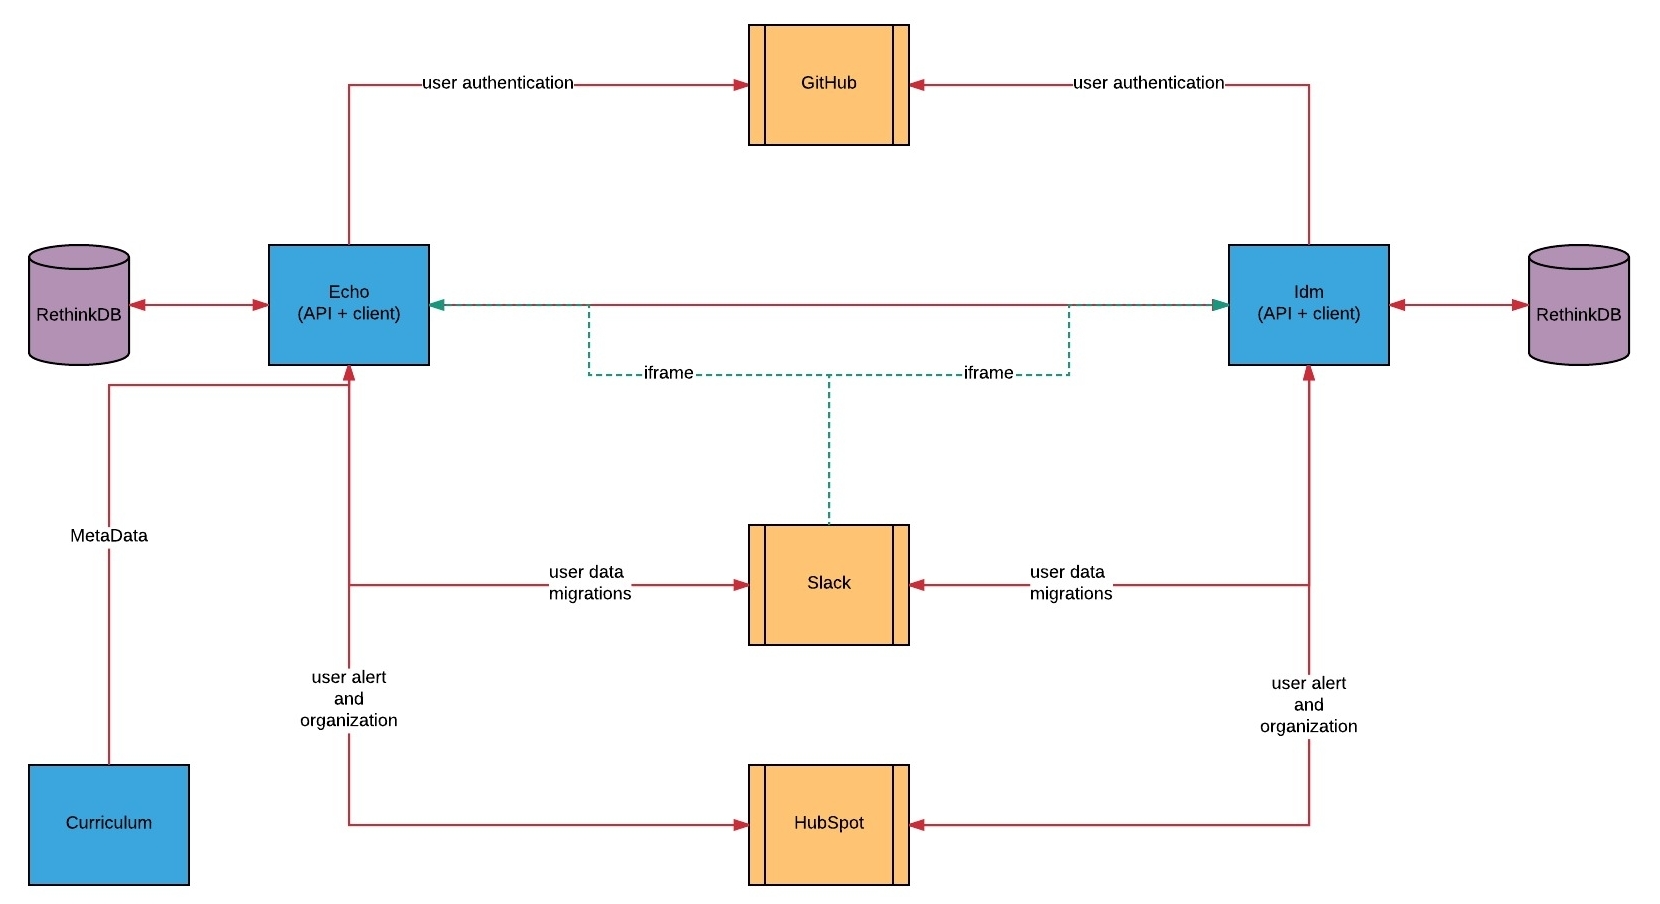 user authentication
GitHub
user authentication
RethinkDB
Echo
(API + client)
Idm
(API + client)
RethinkDB
iframe
iframe
MetaData
user data
migrations
Slack
user data
migrations
user alert
and
organization
user alert
and
organization
Curriculum
HubSpot